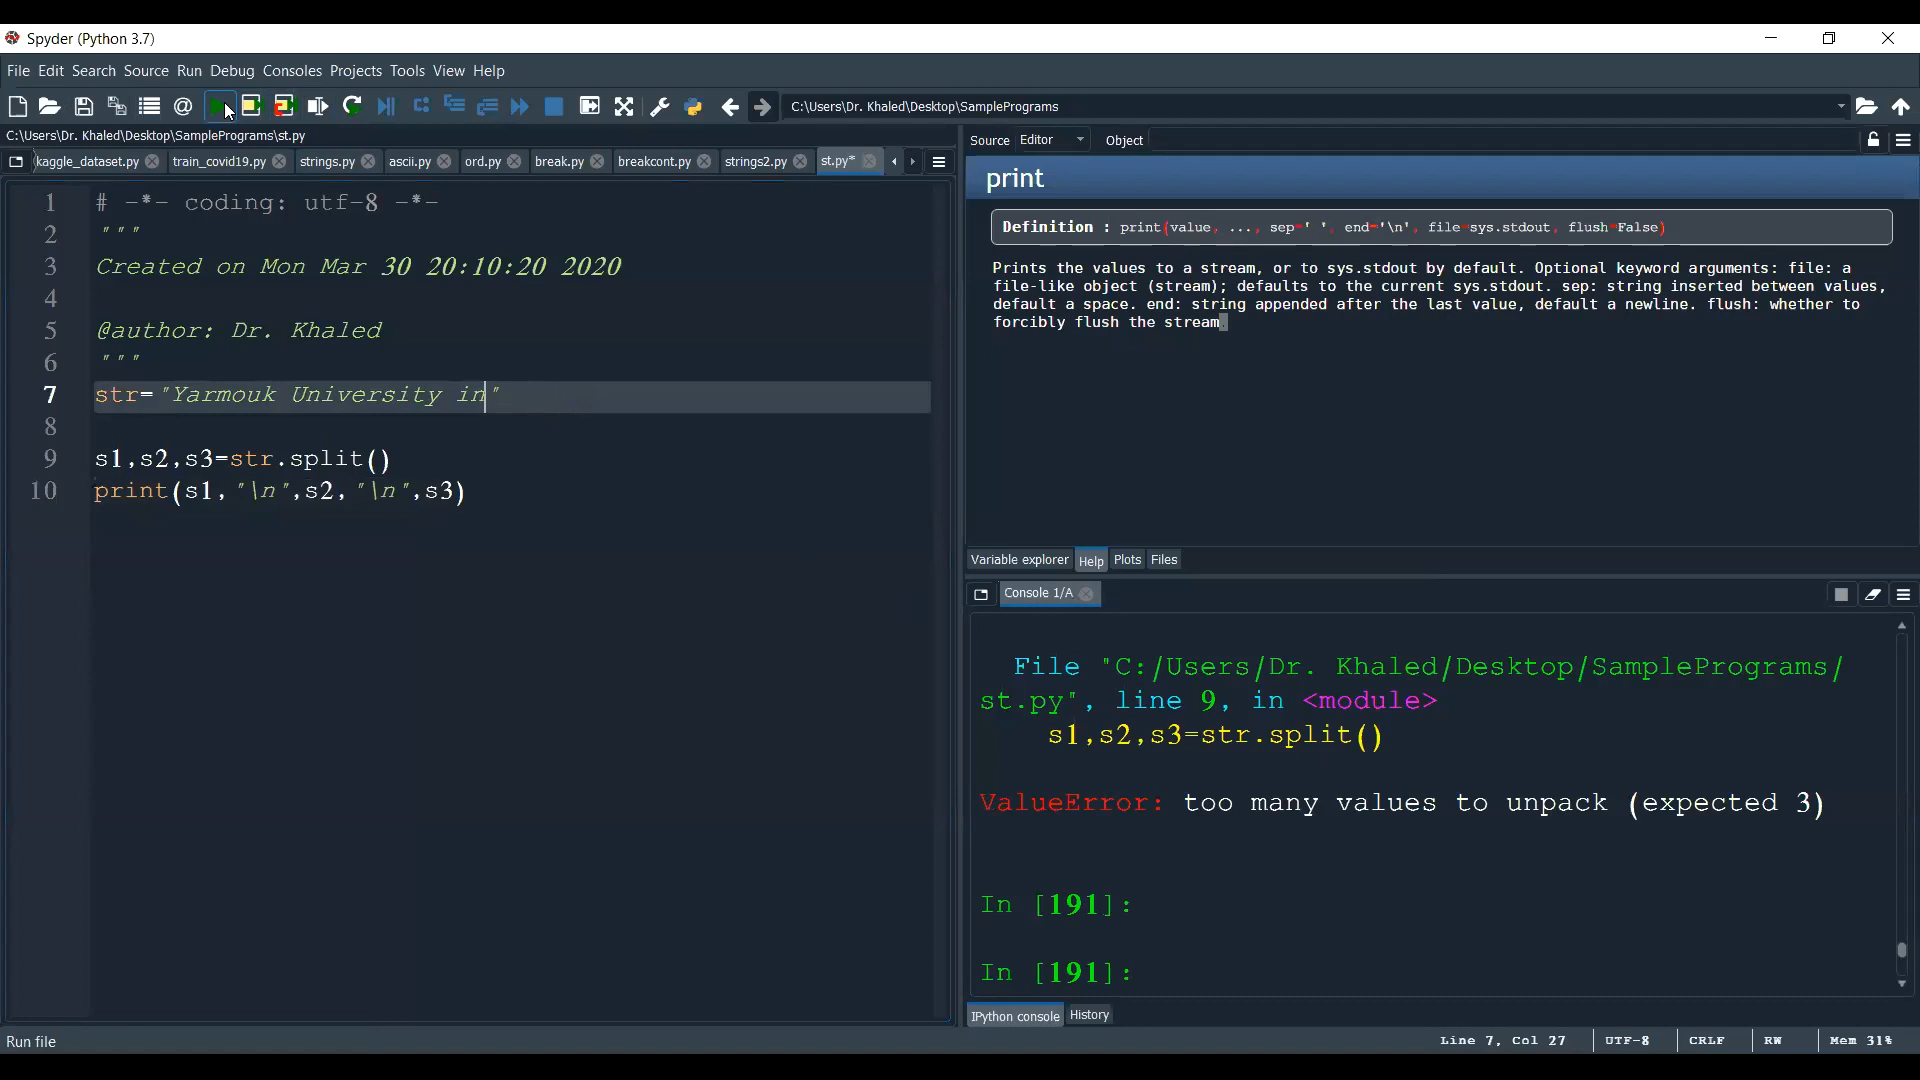 Spyder (Python 3.7)
File Edit Search Source Run Debug Consoles Projects Tools View Help
C:\Users\Dr. Khaled\Desktop\SamplePrograms
C:\Users\Dr. Khaled\Desktop\SamplePrograms\st.py
kaggle_dataset.py train_covid19.py strings.py ascii.py ord.py break.py breakcont.py strings2.py st.py*
1 # -*- coding: utf-8 -*-
2 """
3 Created on Mon Mar 30 20:10:20 2020
4
5 @author: Dr. Khaled
6 """
7 str="Yarmouk University in"
8
9 s1,s2,s3=str.split()
10 print(s1,"\n",s2,"\n",s3)
Source Editor Object
print
Definition : print(value, ..., sep=' ', end='\n', file=sys.stdout, flush=False)
Prints the values to a stream, or to sys.stdout by default. Optional keyword arguments: file: a
file-like object (stream); defaults to the current sys.stdout. sep: string inserted between values,
default a space. end: string appended after the last value, default a newline. flush: whether to
forcibly flush the stream.
Variable explorer Help Plots Files
Console 1/A
File "C:/Users/Dr. Khaled/Desktop/SamplePrograms/
st.py", line 9, in <module>
s1,s2,s3=str.split()
ValueError: too many values to unpack (expected 3)
In [191]:
In [191]:
IPython console History
Run file Line 7, Col 27 UTF-8 CRLF RW Mem 31%